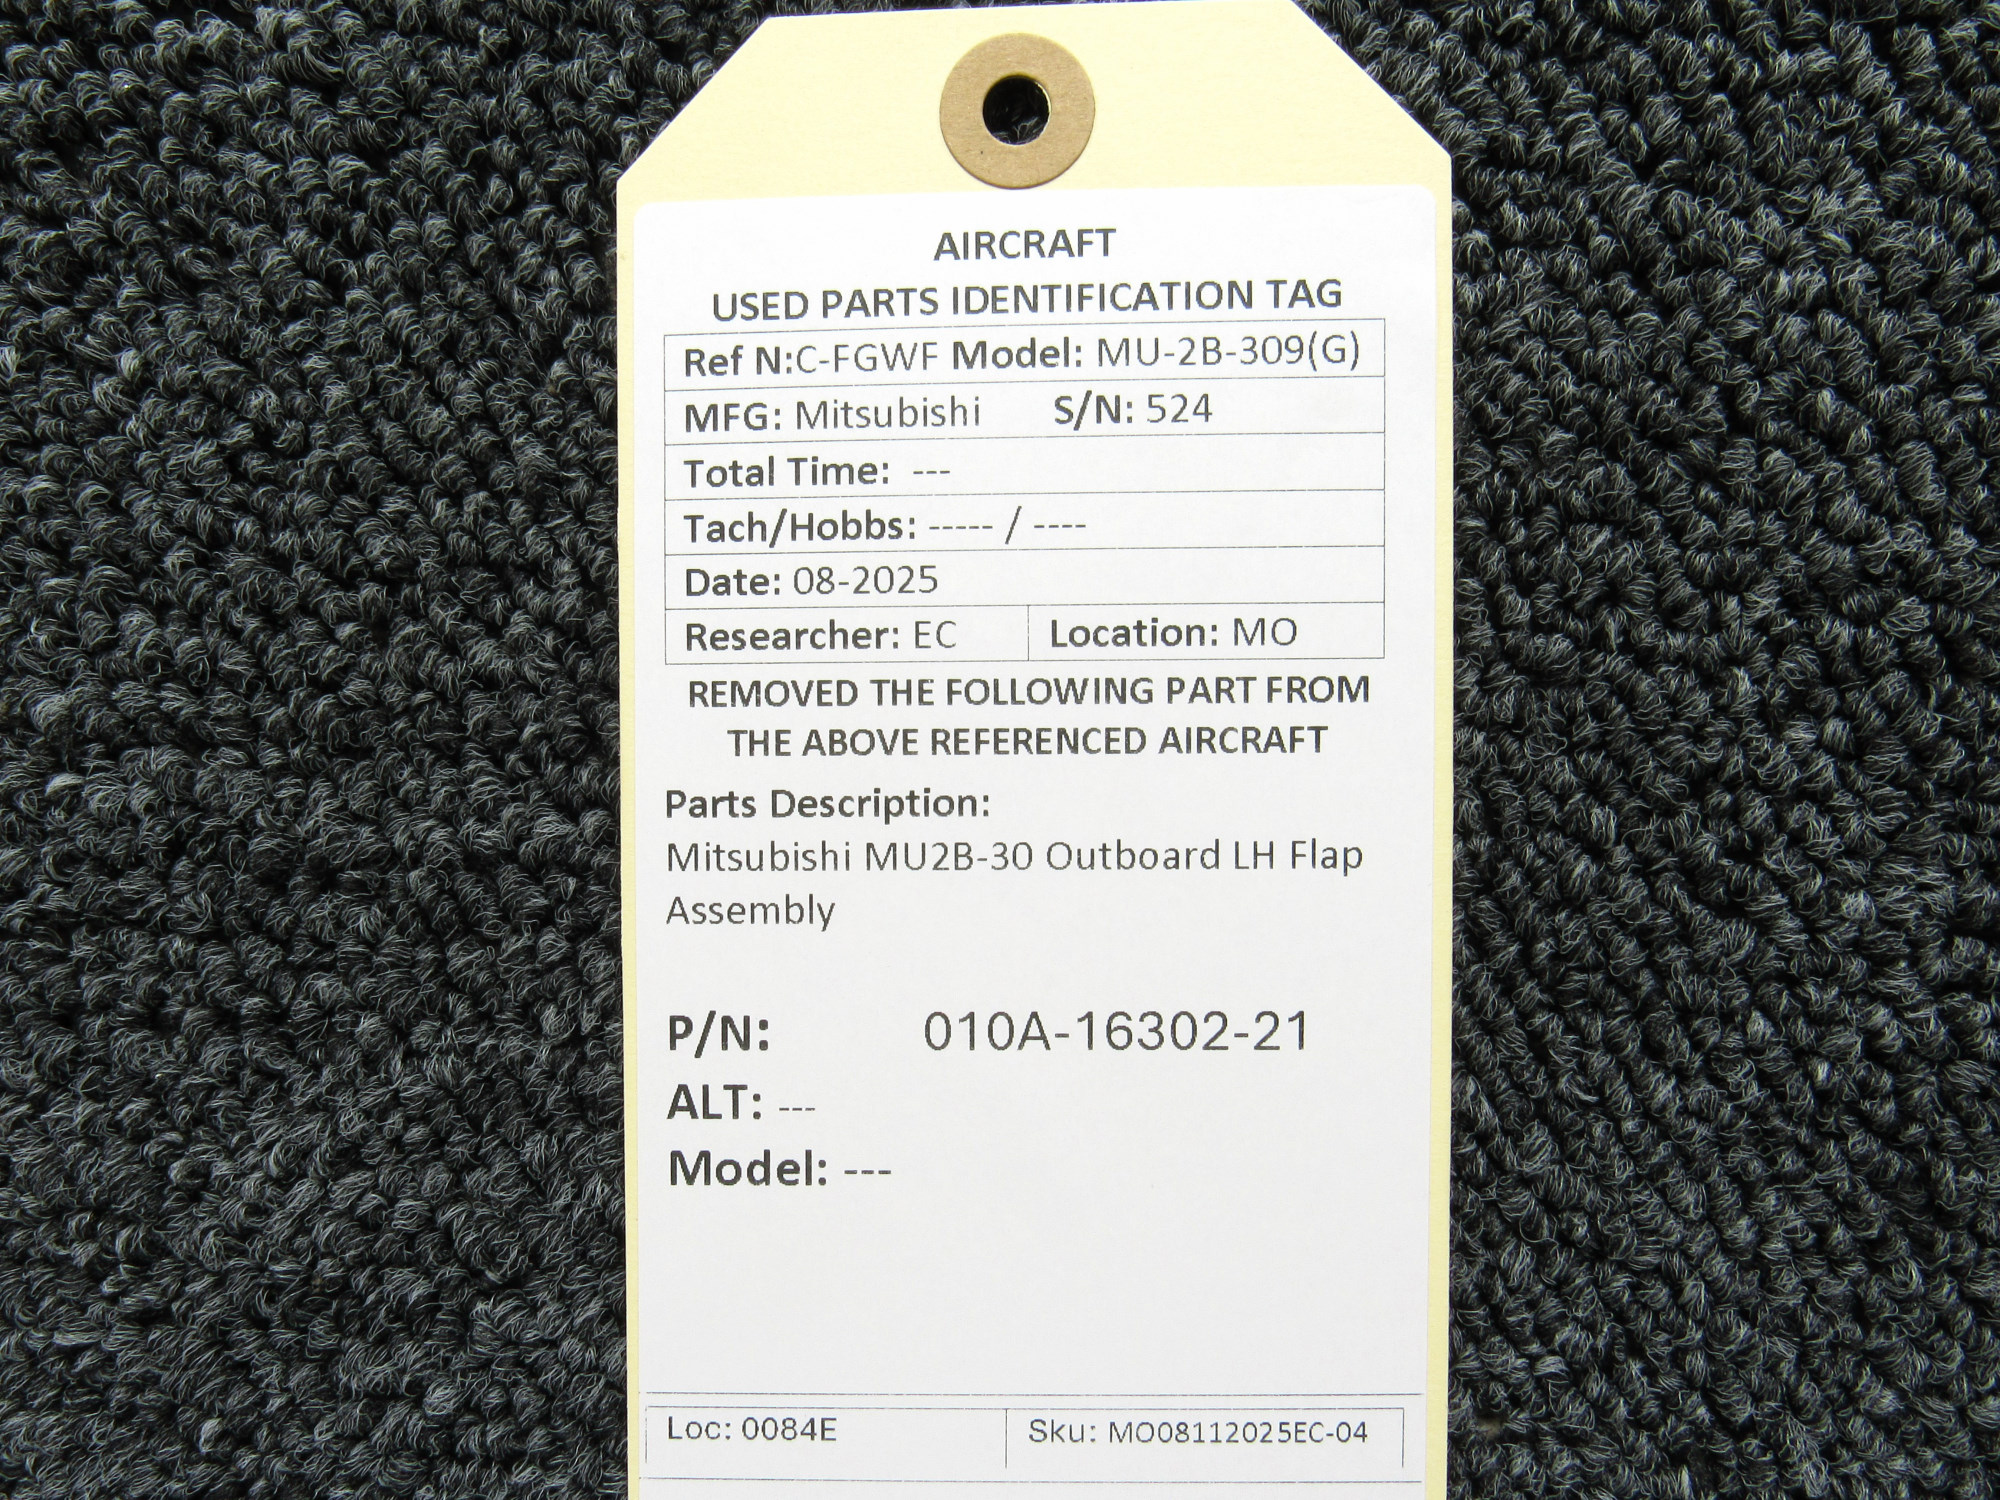 AIRCRAFT
USED PARTS IDENTIFICATION TAG
Ref N:C-FGWF Model: MU-2B-309(G)
MFG: Mitsubishi S/N: 524
Total Time: ---
Tach/Hobbs: ----- / ----
Date: 08-2025
Researcher: EC Location: MO
REMOVED THE FOLLOWING PART FROM
THE ABOVE REFERENCED AIRCRAFT
Parts Description:
Mitsubishi MU2B-30 Outboard LH Flap
Assembly
P/N: 010A-16302-21
ALT: ---
Model: ---
Loc: 0084E Sku: MO08112025EC-04